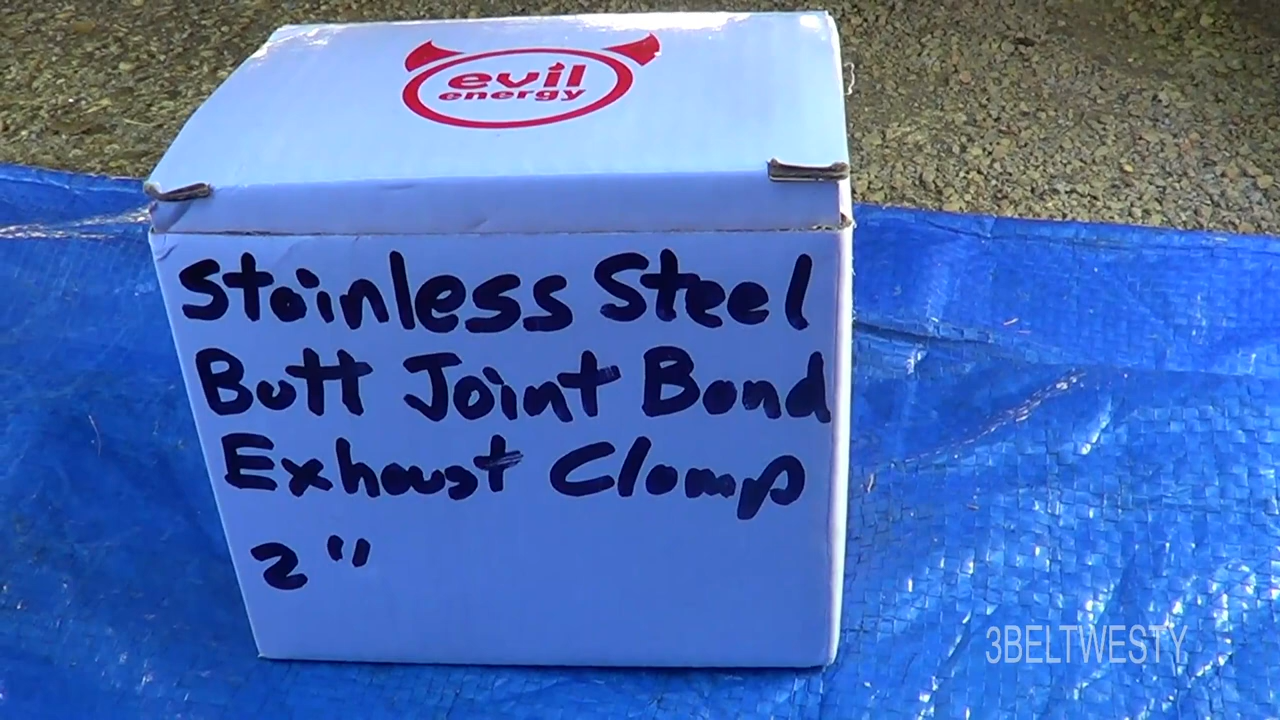 evil
energy
Stainless Steel
Butt Joint Band
Exhaust Clamp
2"
3BELTWESTY